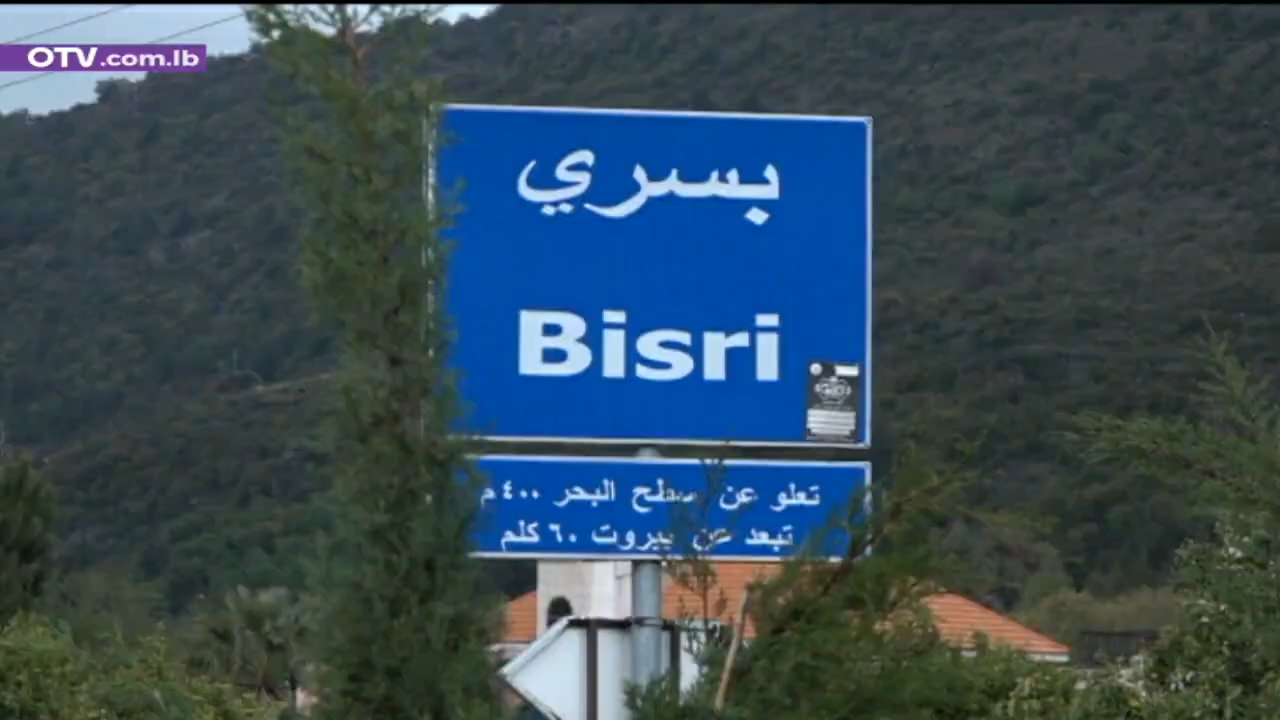 OTV.com.lb
بسري
Bisri
تعلو عن سطح البحر ٤٠٠ م
تبعد عن بيروت ٦٠ كلم